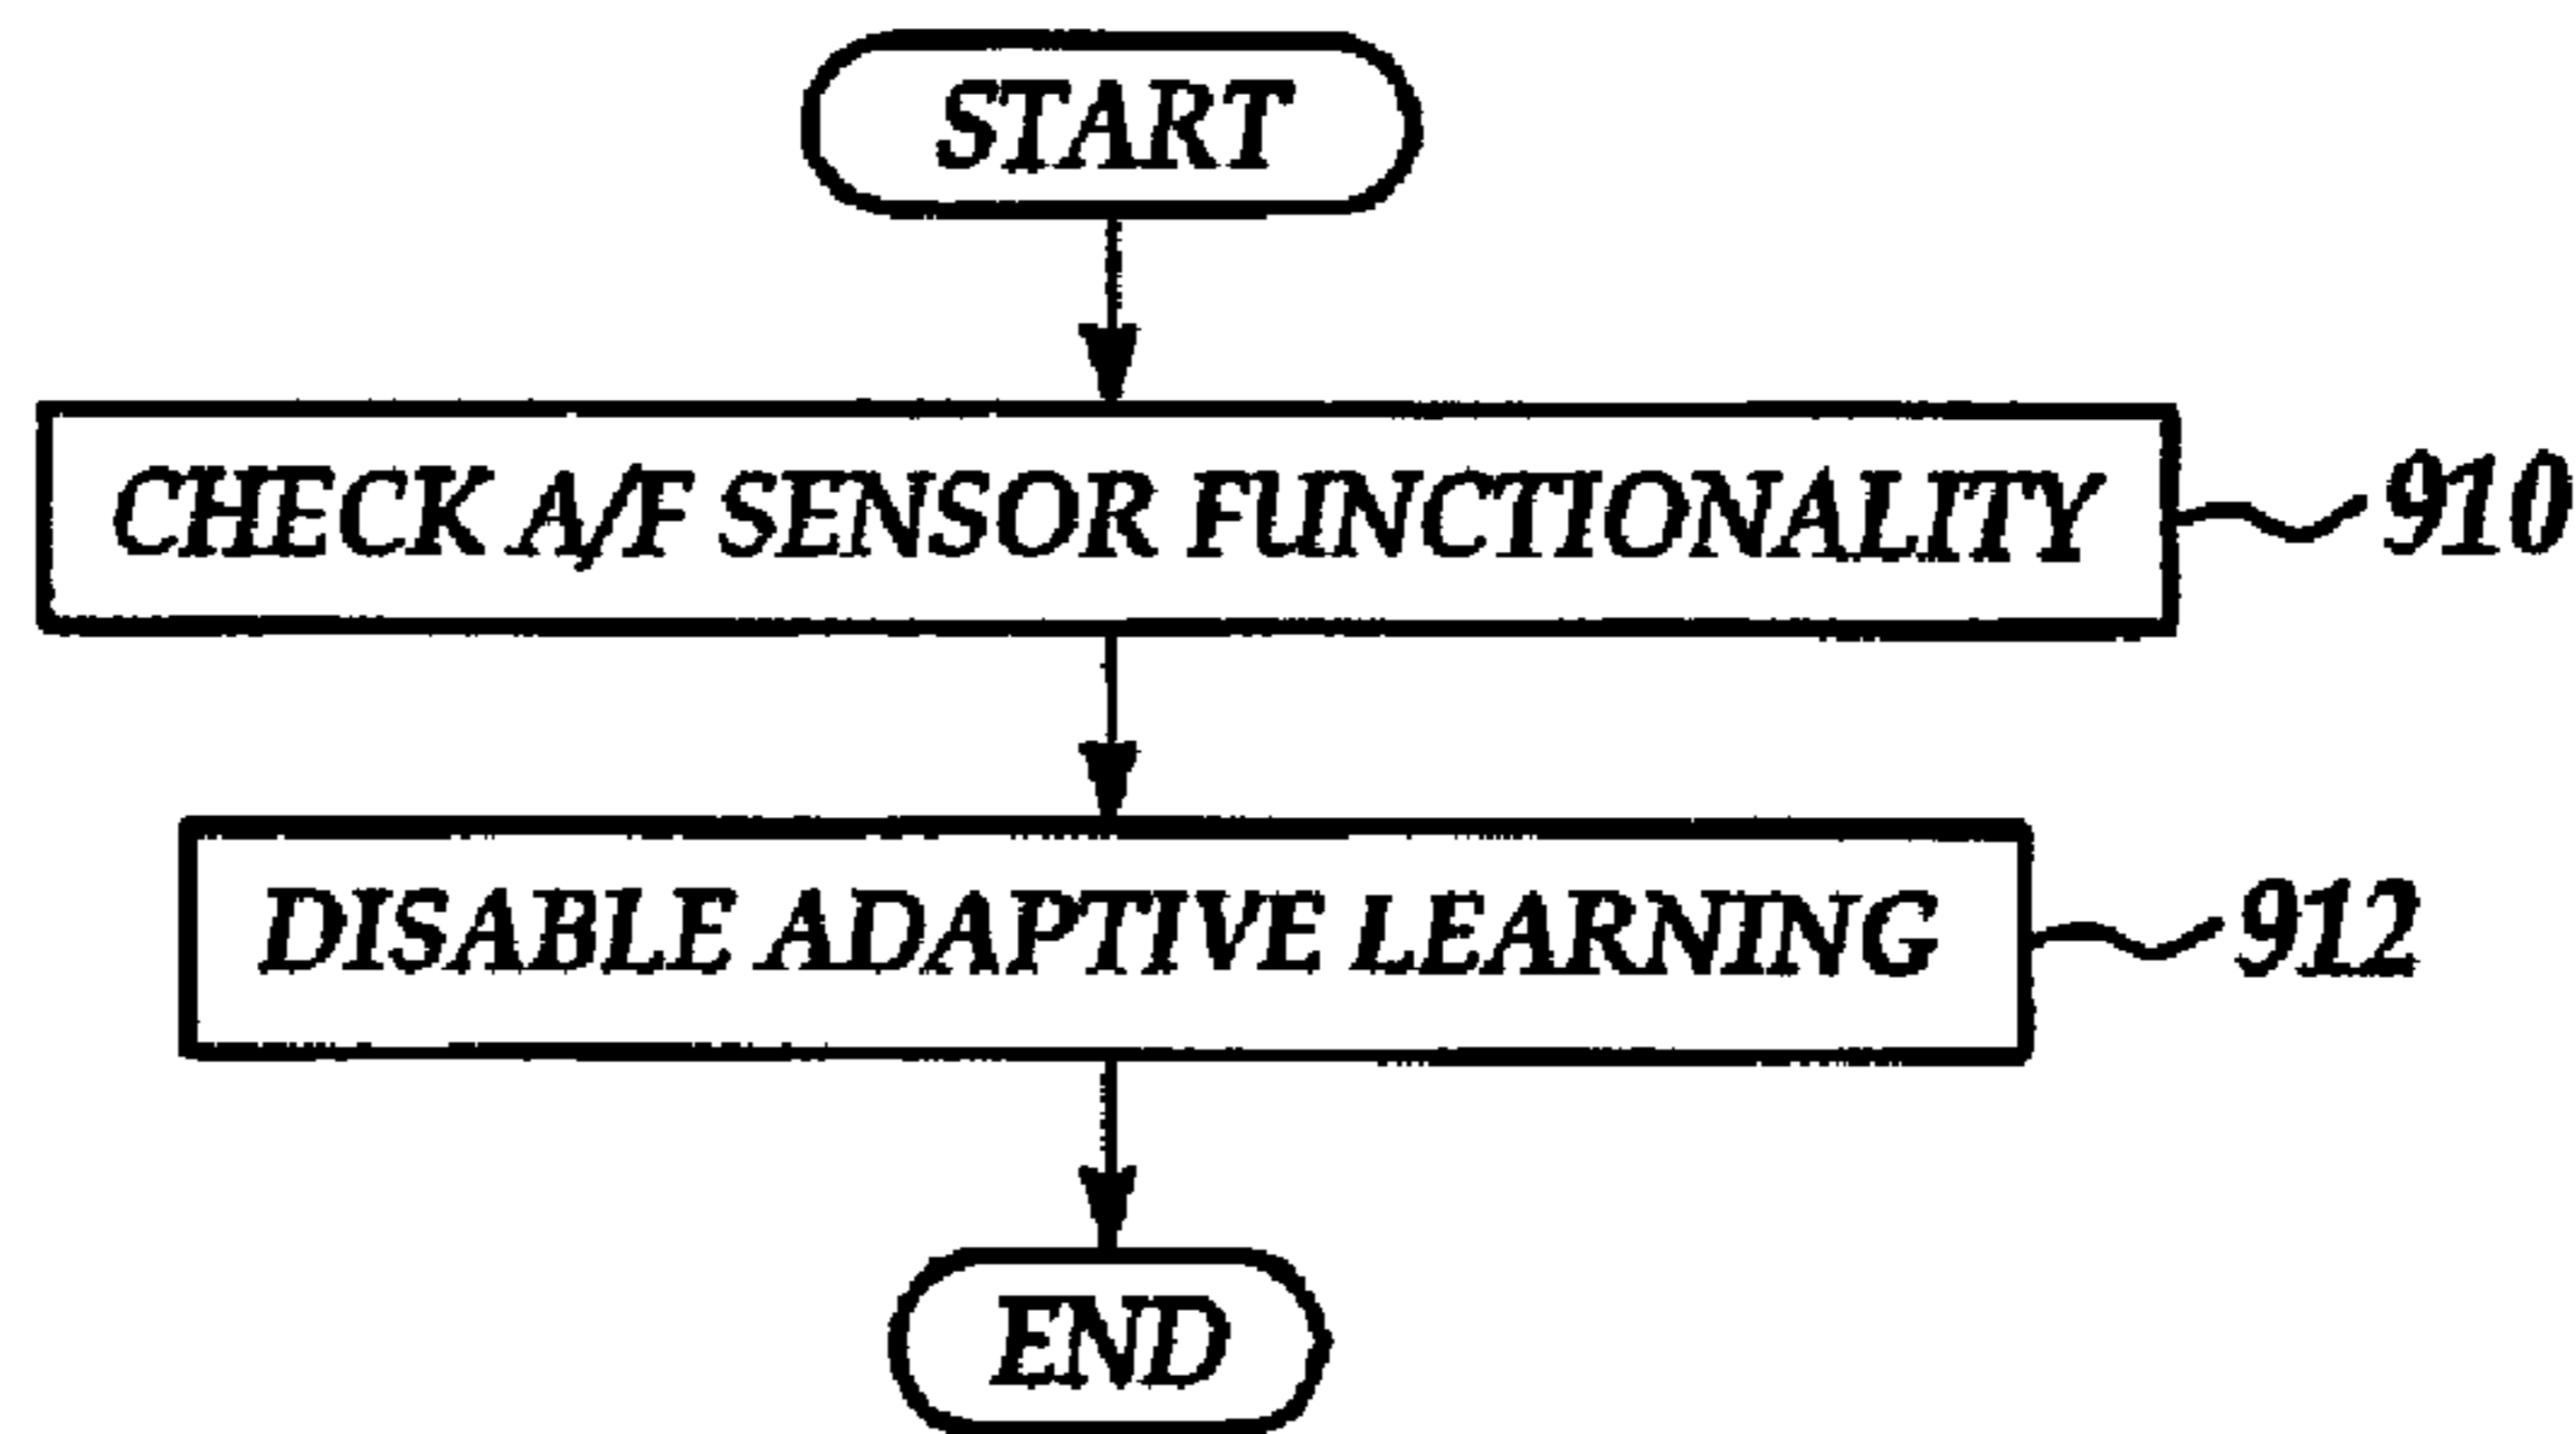 START
CHECK A/F SENSOR FUNCTIONALITY
910
DISABLE ADAPTIVE LEARNING
912
END